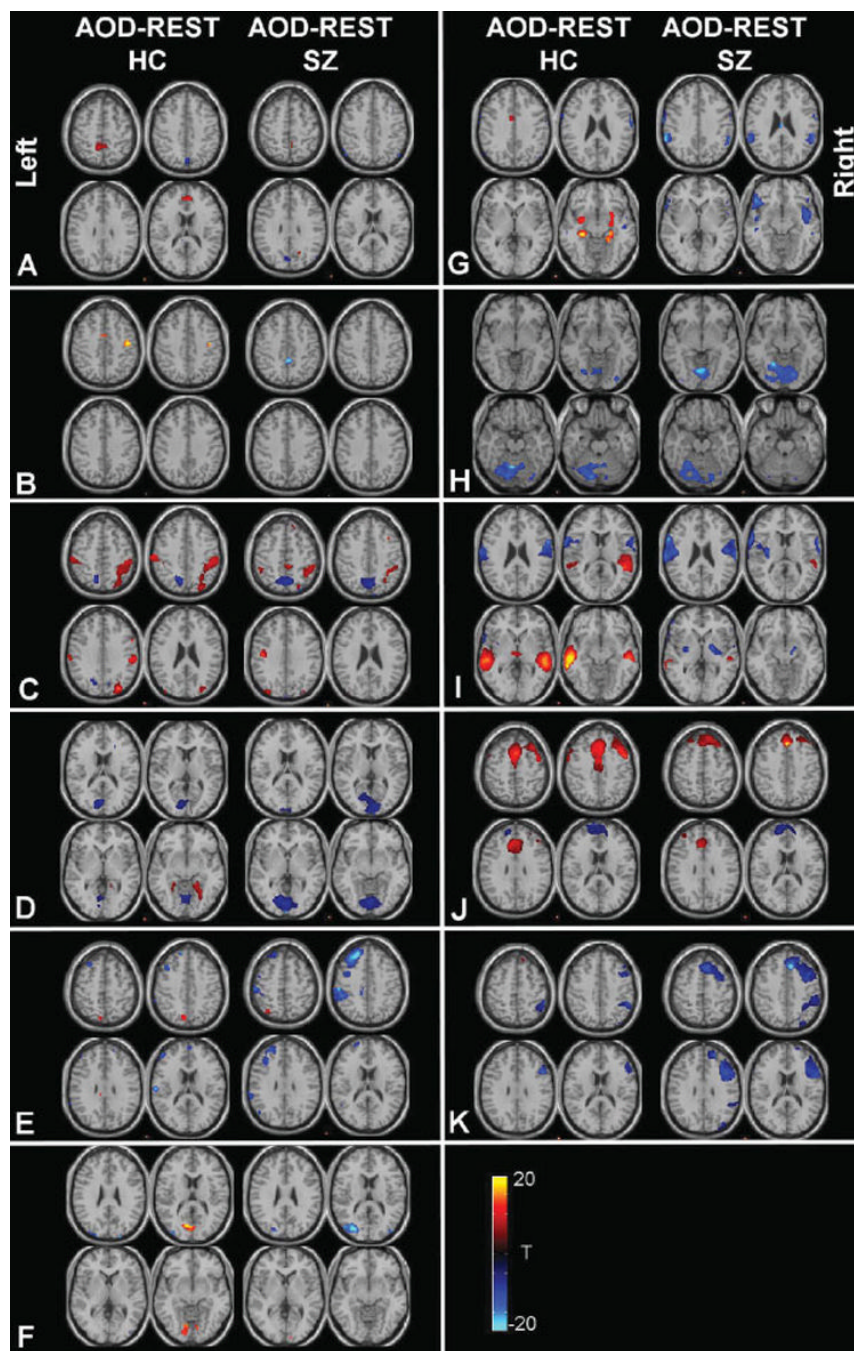 AOD-REST HC
AOD-REST SZ
AOD-REST HC
AOD-REST SZ
Left
Right
A
G
B
H
C
I
D
J
E
K
F
20
T
-20